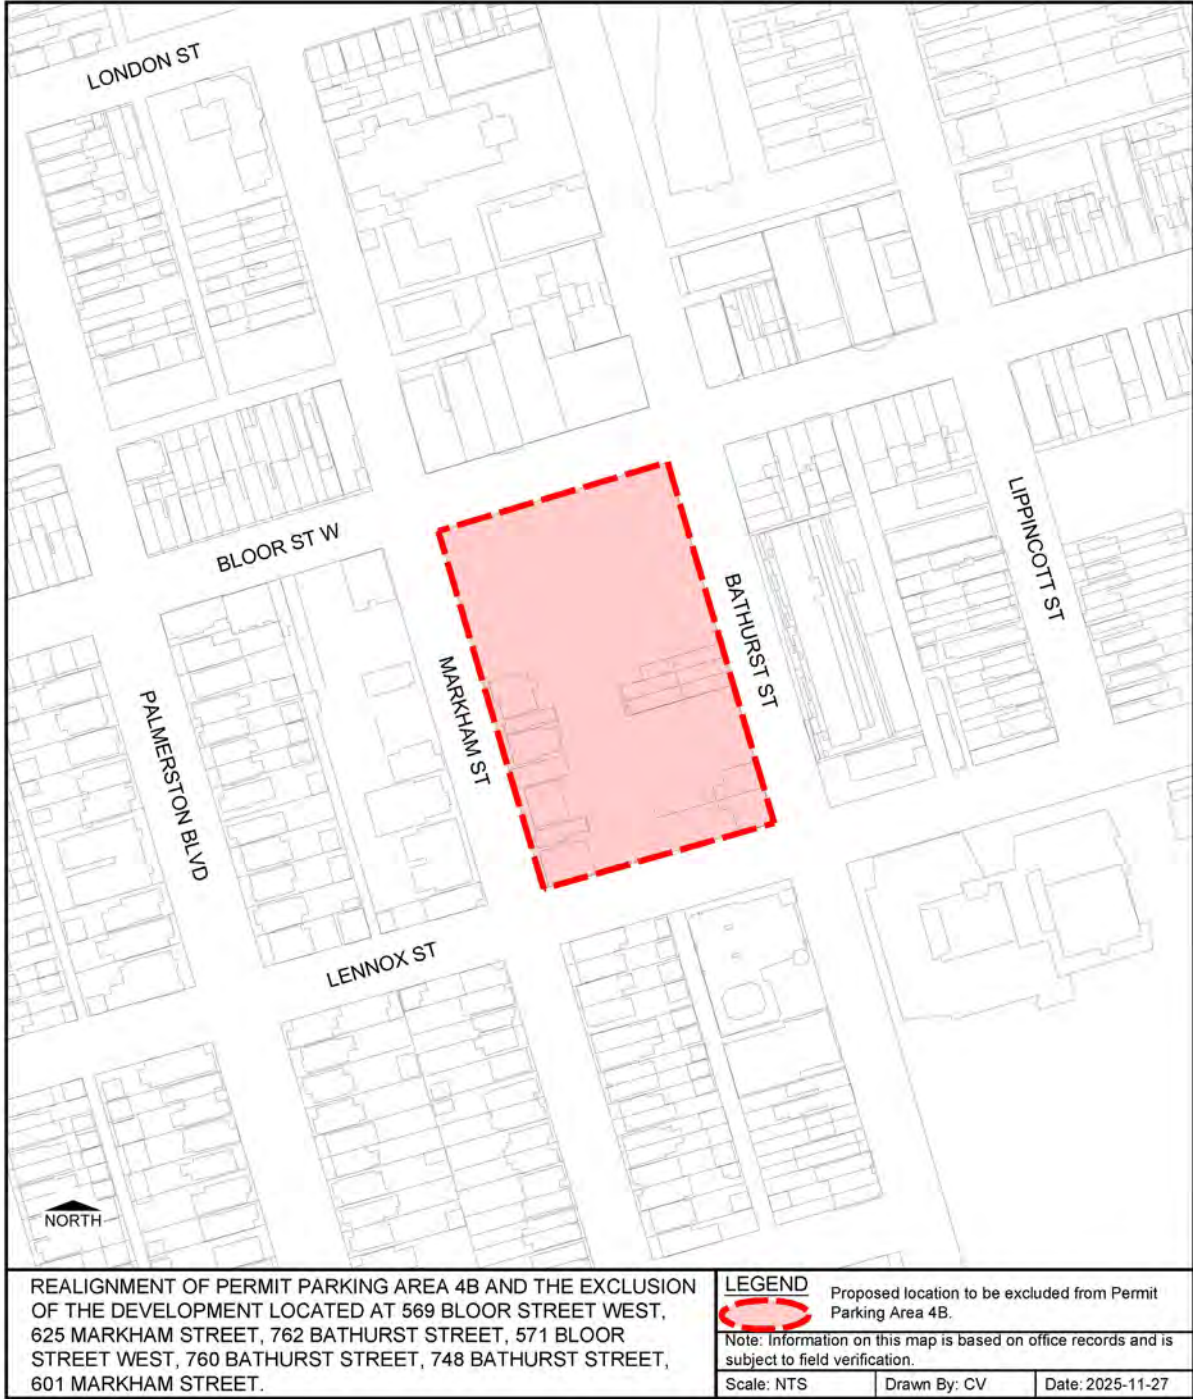 LONDON ST
BLOOR ST W
LIPPINCOTT ST
BATHURST ST
MARKHAM ST
PALMERSTON BLVD
LENNOX ST
NORTH
REALIGNMENT OF PERMIT PARKING AREA 4B AND THE EXCLUSION
OF THE DEVELOPMENT LOCATED AT 569 BLOOR STREET WEST,
625 MARKHAM STREET, 762 BATHURST STREET, 571 BLOOR
STREET WEST, 760 BATHURST STREET, 748 BATHURST STREET,
601 MARKHAM STREET.
LEGEND
Proposed location to be excluded from Permit
Parking Area 4B.
Note: Information on this map is based on office records and is
subject to field verification.
Scale: NTS
Drawn By: CV
Date: 2025-11-27